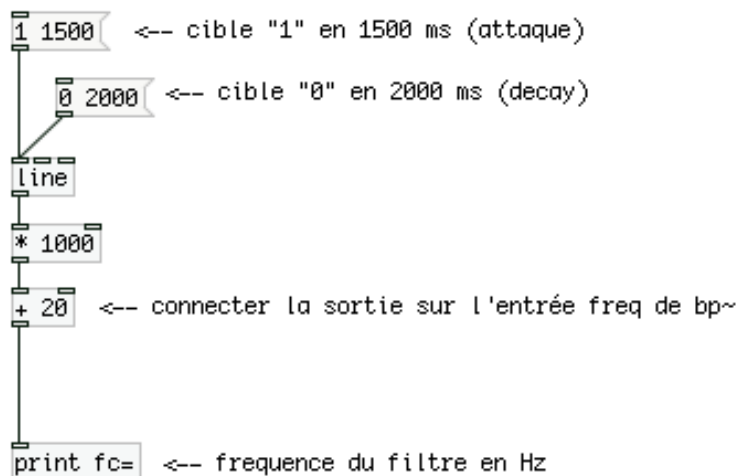 1 1500 <-- cible "1" en 1500 ms (attaque)
0 2000 <-- cible "0" en 2000 ms (decay)
line
* 1000
+ 20 <-- connecter la sortie sur l'entrée freq de bp~
print fc= <-- frequence du filtre en Hz